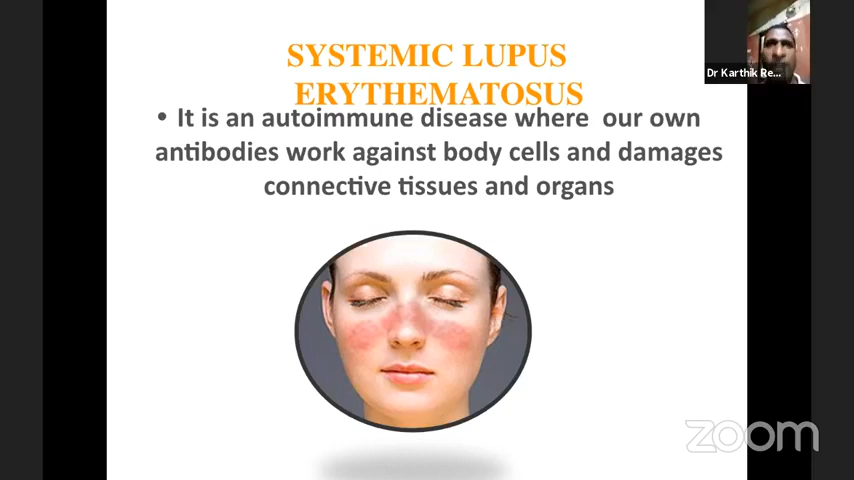 SYSTEMIC LUPUS
ERYTHEMATOSUS
• It is an autoimmune disease where our own
antibodies work against body cells and damages
connective tissues and organs
Dr Karthik Re...
zoom